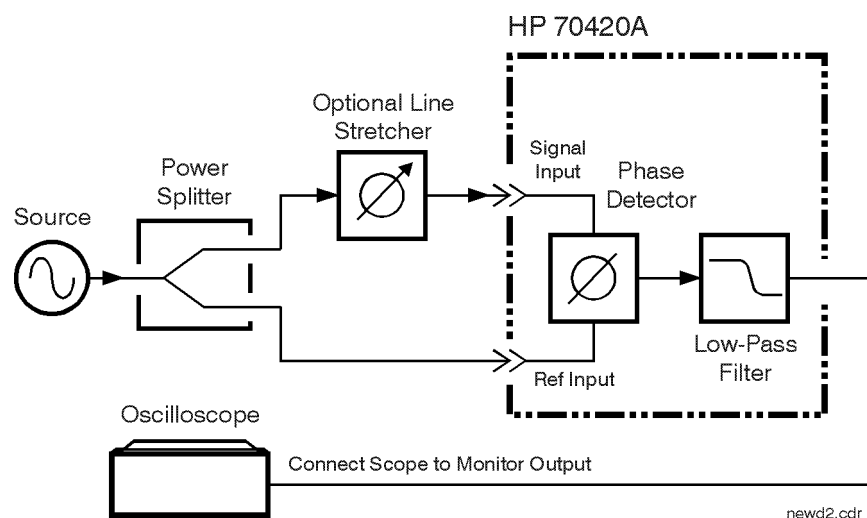 HP 70420A
Optional Line
Stretcher
Signal
Input
Phase
Detector
Power
Splitter
Source
Low-Pass
Filter
Ref Input
Oscilloscope
Connect Scope to Monitor Output
newd2.cdr